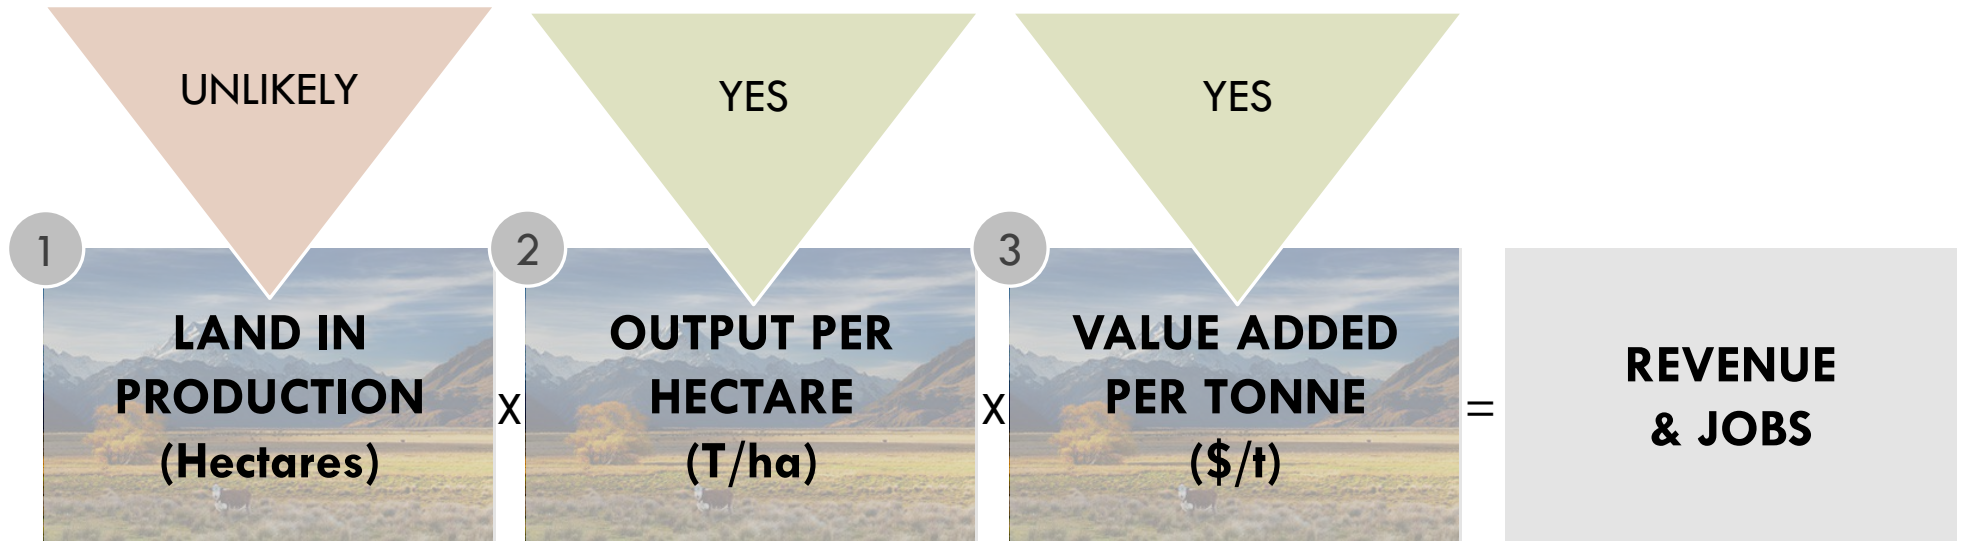 UNLIKELY
YES
YES
1
2
3
LAND IN
PRODUCTION
(Hectares)
X
OUTPUT PER
HECTARE
(T/ha)
X
VALUE ADDED
PER TONNE
($/t)
=
REVENUE
& JOBS